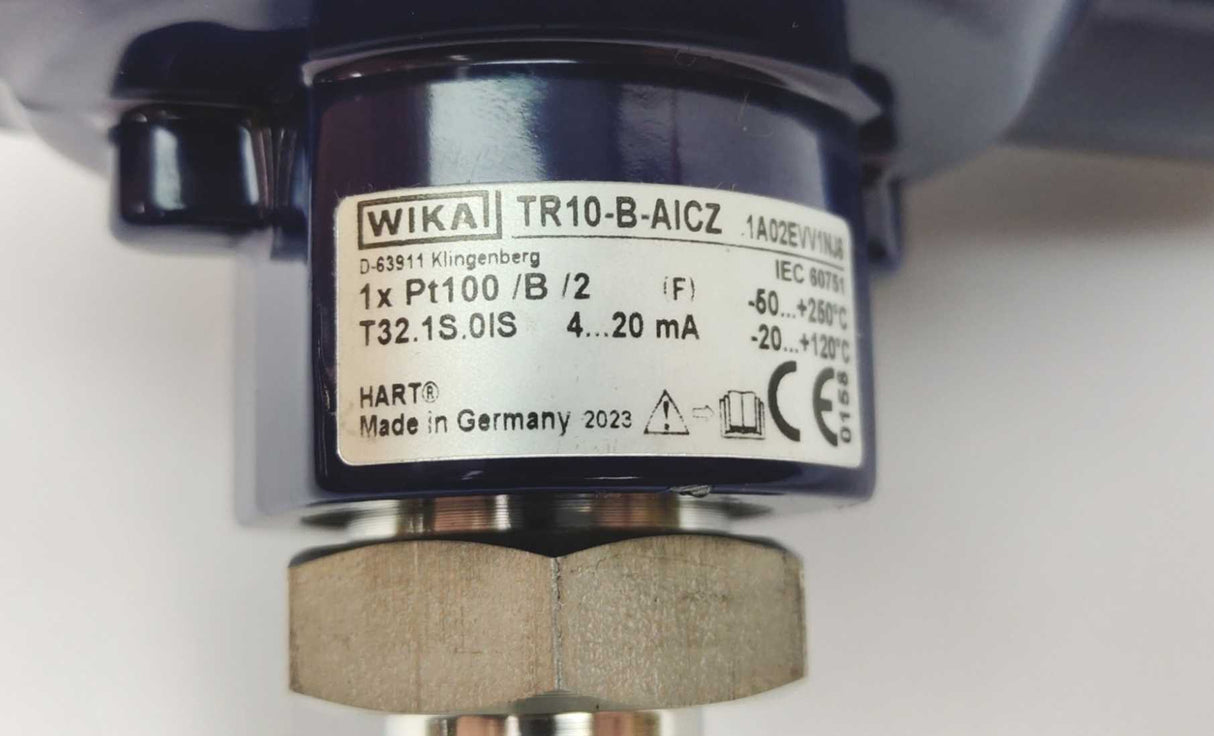 WIKA TR10-B-AICZ 1A02EVV1NJ6
D-63911 Klingenberg IEC 60751
1x Pt100 /B /2 (F) -50...+250°C
T32.1S.0IS 4...20 mA -20...+120°C
HART®
Made in Germany 2023 CE 0158